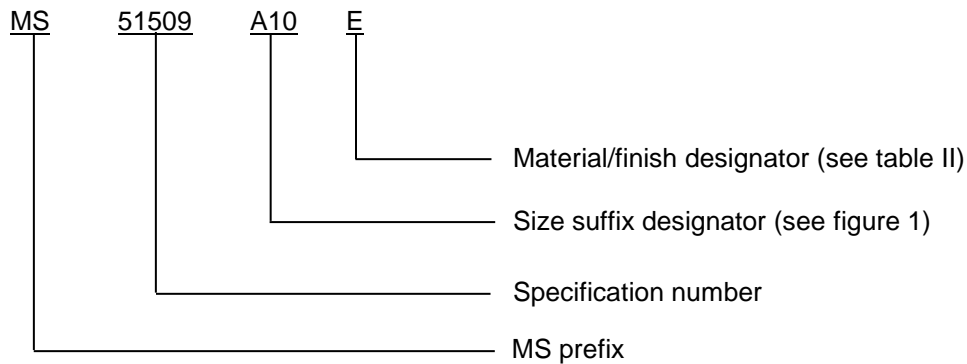 MS 51509 A10 E
Material/finish designator (see table II)
Size suffix designator (see figure 1)
Specification number
MS prefix